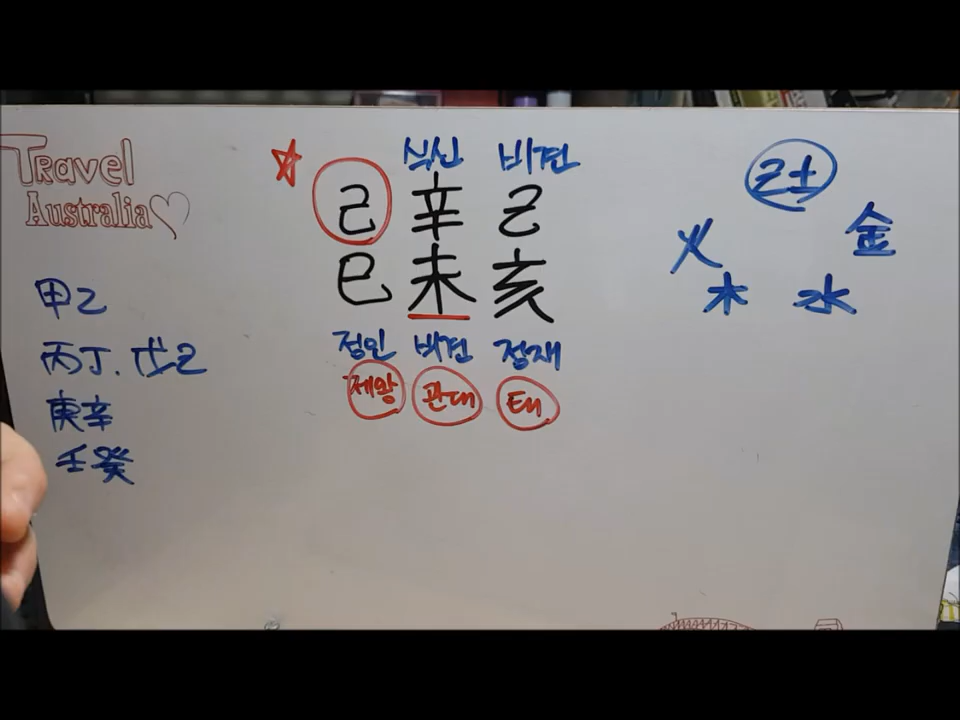 Travel
Australia
甲乙
丙丁. 戊己
庚辛
壬癸
식신 비견
己 辛 己
巳 未 亥
정인 비견 정재
제왕 관대 태
己土
火 金
木 水